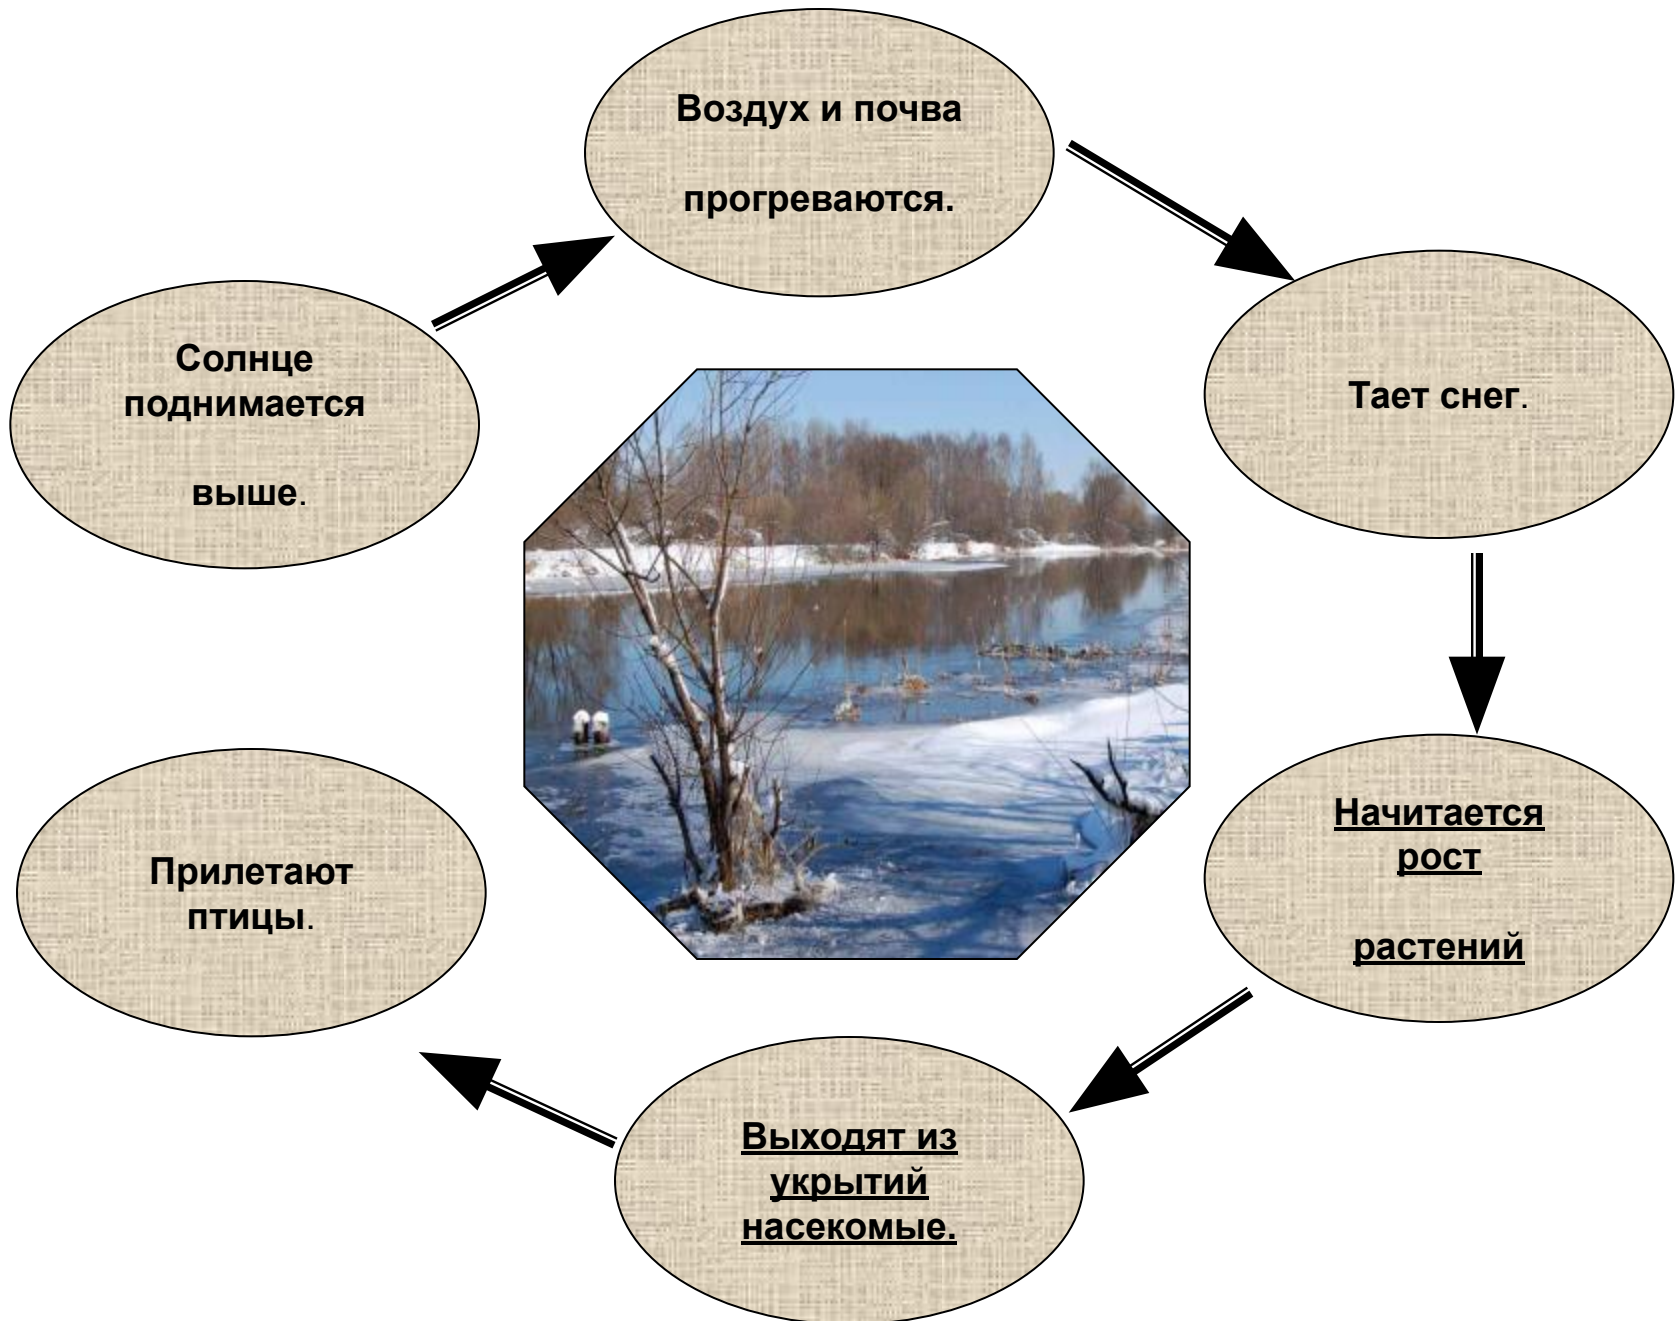 Воздух и почва
прогреваются.
Солнце
поднимается
выше.
Тает снег.
Начитается
рост
растений
Прилетают
птицы.
Выходят из
укрытий
насекомые.